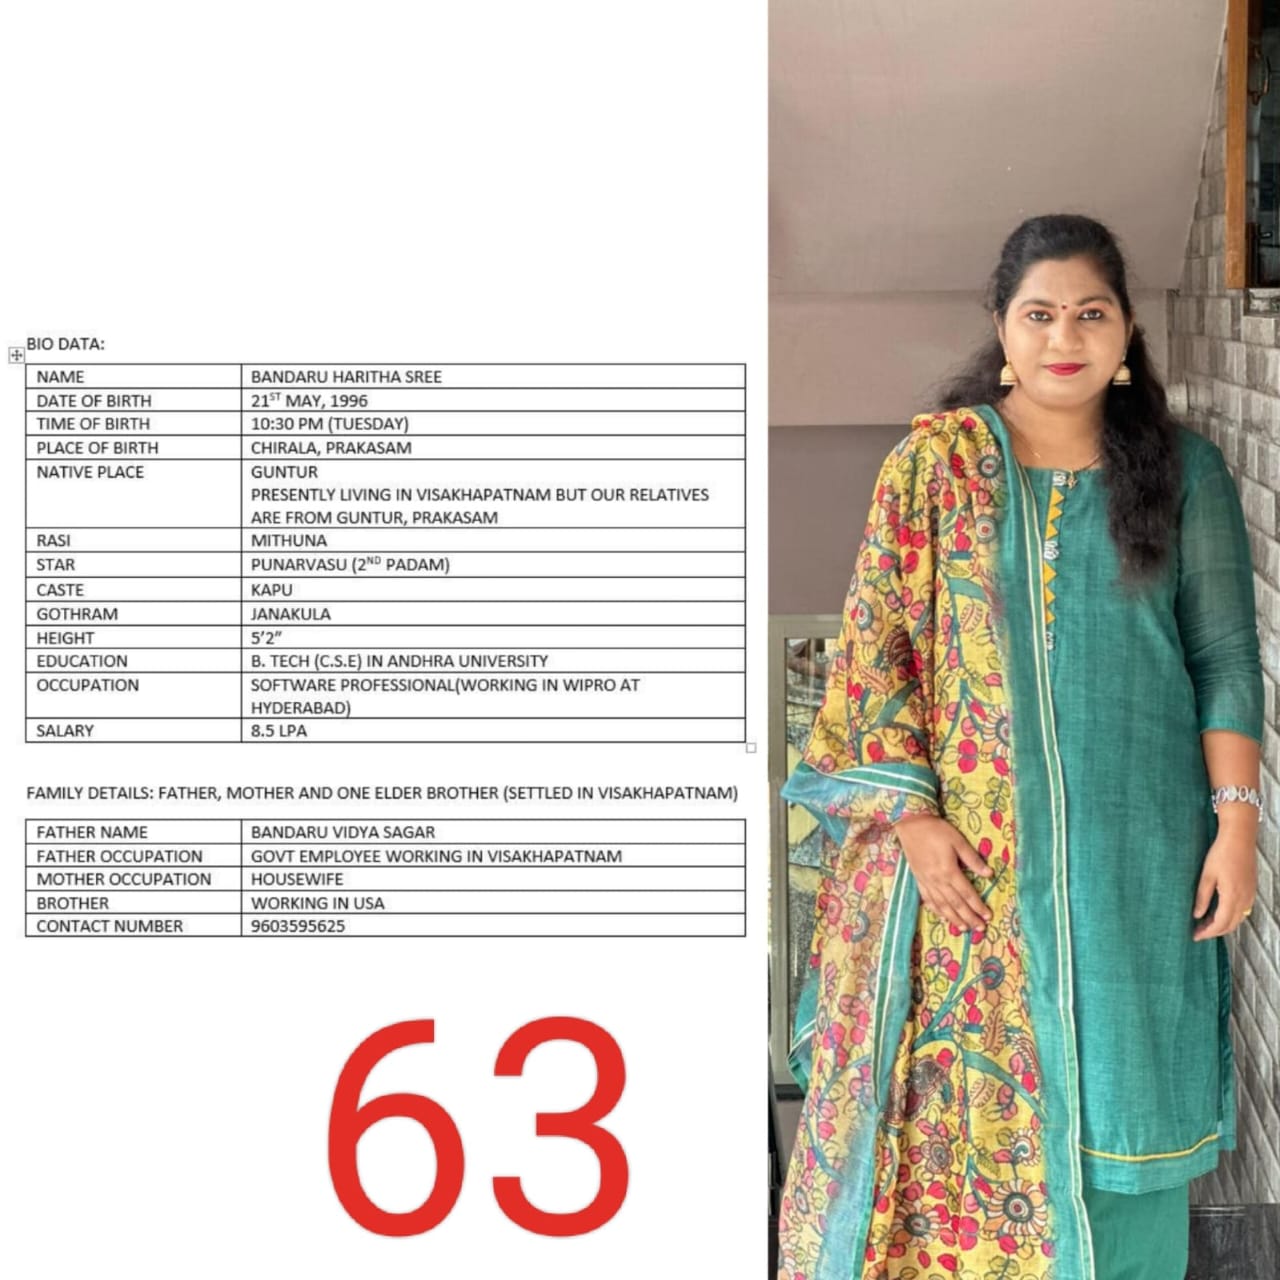 BIO DATA:
NAME BANDARU HARITHA SREE
DATE OF BIRTH 21ST MAY, 1996
TIME OF BIRTH 10:30 PM (TUESDAY)
PLACE OF BIRTH CHIRALA, PRAKASAM
NATIVE PLACE GUNTUR
PRESENTLY LIVING IN VISAKHAPATNAM BUT OUR RELATIVES
ARE FROM GUNTUR, PRAKASAM
RASI MITHUNA
STAR PUNARVASU (2ND PADAM)
CASTE KAPU
GOTHRAM JANAKULA
HEIGHT 5’2”
EDUCATION B. TECH (C.S.E) IN ANDHRA UNIVERSITY
OCCUPATION SOFTWARE PROFESSIONAL(WORKING IN WIPRO AT
HYDERABAD)
SALARY 8.5 LPA
FAMILY DETAILS: FATHER, MOTHER AND ONE ELDER BROTHER (SETTLED IN VISAKHAPATNAM)
FATHER NAME BANDARU VIDYA SAGAR
FATHER OCCUPATION GOVT EMPLOYEE WORKING IN VISAKHAPATNAM
MOTHER OCCUPATION HOUSEWIFE
BROTHER WORKING IN USA
CONTACT NUMBER 9603595625
63